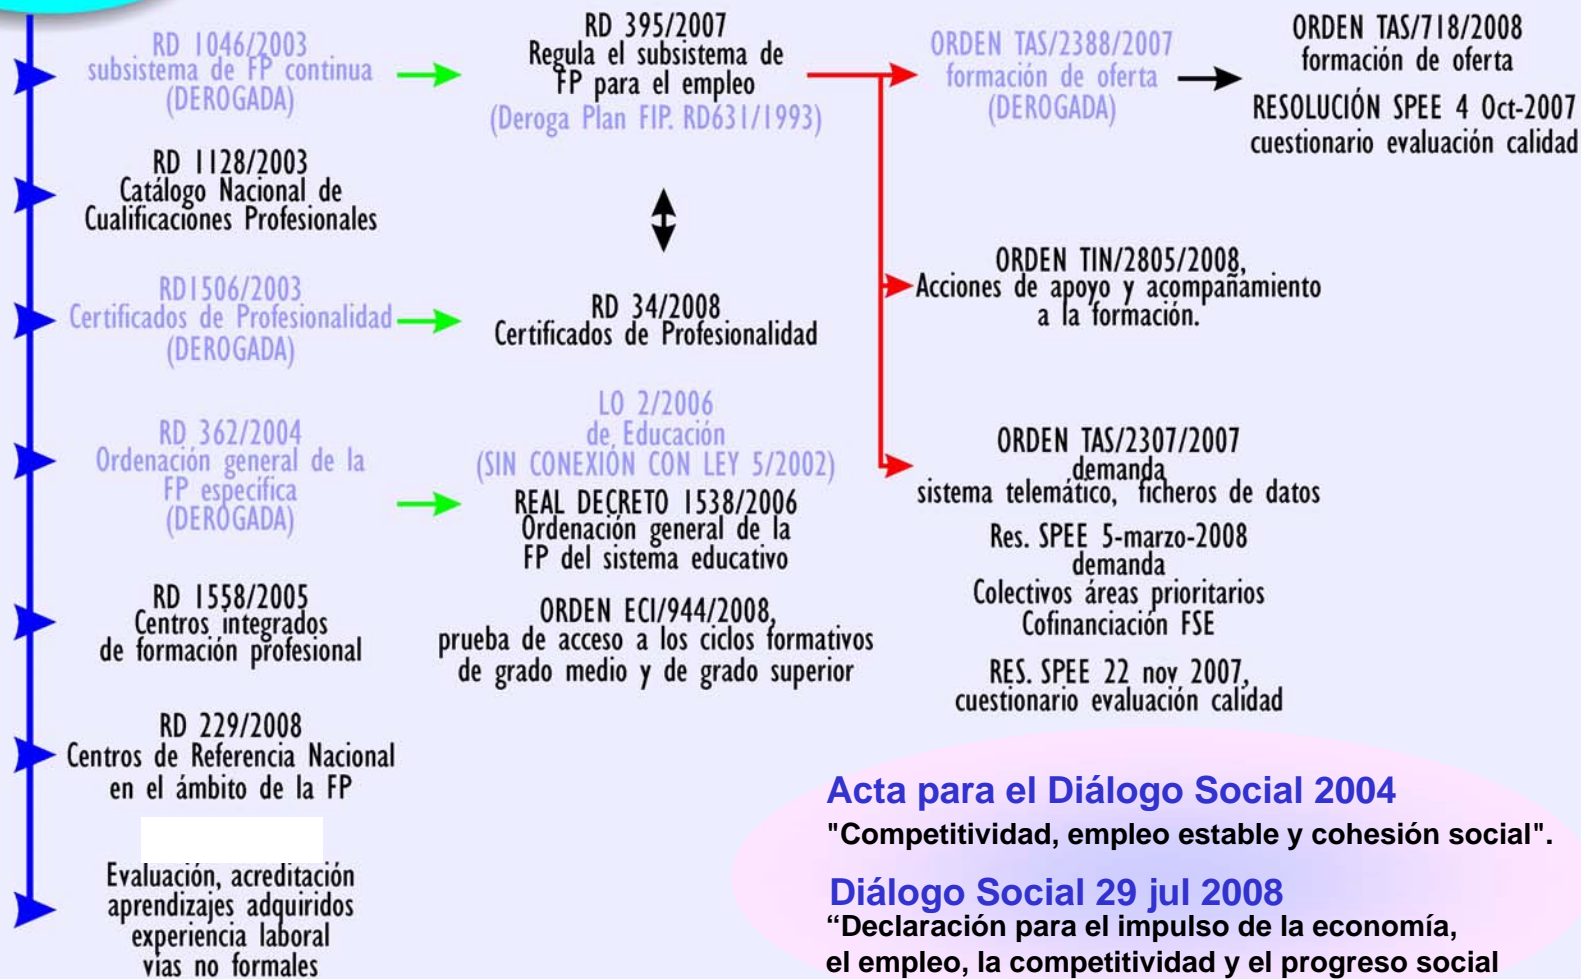 RD 1046/2003
subsistema de FP continua
(DEROGADA)
RD 395/2007
Regula el subsistema de
FP para el empleo
(Deroga Plan FIP. RD631/1993)
ORDEN TAS/2388/2007
formación de oferta
(DEROGADA)
ORDEN TAS/718/2008
formación de oferta
RESOLUCIÓN SPEE 4 Oct-2007
cuestionario evaluación calidad
RD 1128/2003
Catálogo Nacional de
Cualificaciones Profesionales
ORDEN TIN/2805/2008,
Acciones de apoyo y acompañamiento
a la formación.
RD1506/2003
Certificados de Profesionalidad
(DEROGADA)
RD 34/2008
Certificados de Profesionalidad
RD 362/2004
Ordenación general de la
FP específica
(DEROGADA)
LO 2/2006
de Educación
(SIN CONEXIÓN CON LEY 5/2002)
REAL DECRETO 1538/2006
Ordenación general de la
FP del sistema educativo
ORDEN ECI/944/2008,
prueba de acceso a los ciclos formativos
de grado medio y de grado superior
ORDEN TAS/2307/2007
demanda
sistema telemático, ficheros de datos
Res. SPEE 5-marzo-2008
demanda
Colectivos áreas prioritarios
Cofinanciación FSE
RES. SPEE 22 nov 2007,
cuestionario evaluación calidad
RD 1558/2005
Centros integrados
de formación profesional
RD 229/2008
Centros de Referencia Nacional
en el ámbito de la FP
Evaluación, acreditación
aprendizajes adquiridos
experiencia laboral
vías no formales
Acta para el Diálogo Social 2004
"Competitividad, empleo estable y cohesión social".
Diálogo Social 29 jul 2008
“Declaración para el impulso de la economía,
el empleo, la competitividad y el progreso social